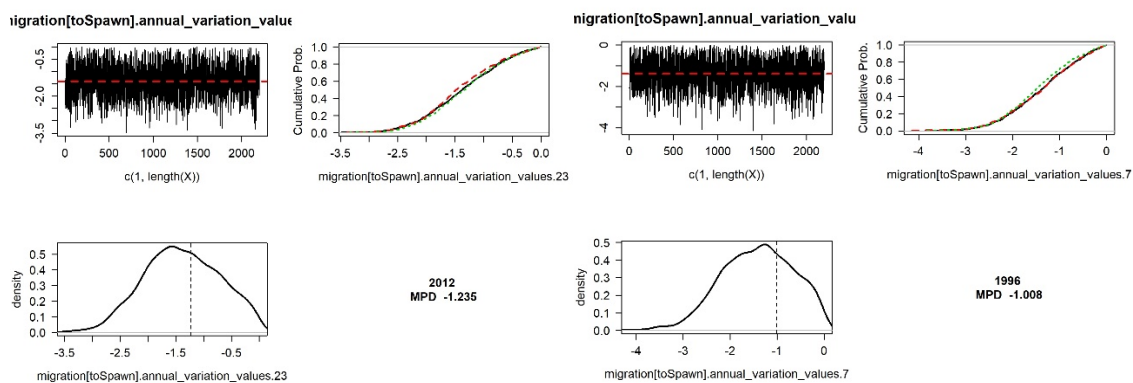 nigration[toSpawn].annual_variation_value
-0.5
-2.0
-3.5
0 500 1000 1500 2000
c(1, length(X))
Cumulative Prob.
1.0
0.8
0.6
0.4
0.2
0.0
-3.5 -2.5 -1.5 -0.5 0.0
migration[toSpawn].annual_variation_values.23
density
0.5
0.4
0.3
0.2
0.1
0.0
-3.5 -2.5 -1.5 -0.5
migration[toSpawn].annual_variation_values.23
2012
MPD -1.235
nigration[toSpawn].annual_variation_valu
0
-2
-4
0 500 1000 1500 2000
c(1, length(X))
Cumulative Prob.
1.0
0.8
0.6
0.4
0.2
0.0
-4 -3 -2 -1 0
migration[toSpawn].annual_variation_values.7
density
0.5
0.4
0.3
0.2
0.1
0.0
-4 -3 -2 -1 0
migration[toSpawn].annual_variation_values.7
1996
MPD -1.008